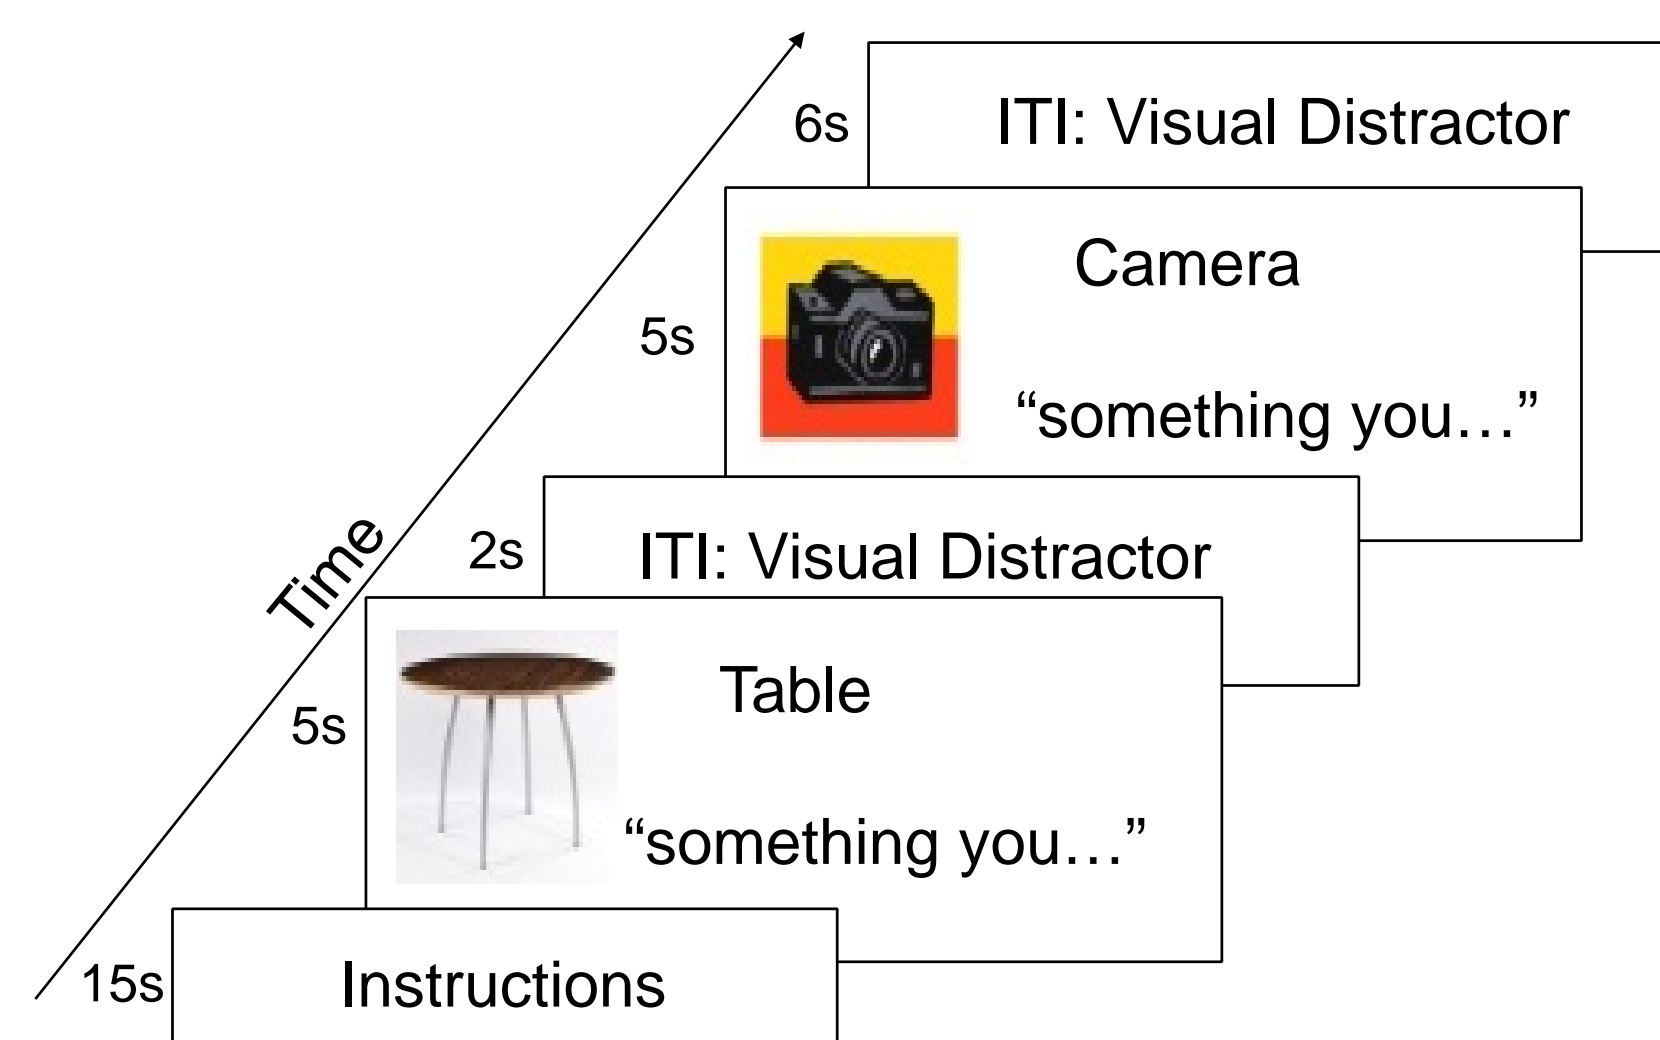 6s
ITI: Visual Distractor
Camera
5s
“something you…”
Time
2s
ITI: Visual Distractor
Table
5s
“something you…”
15s
Instructions